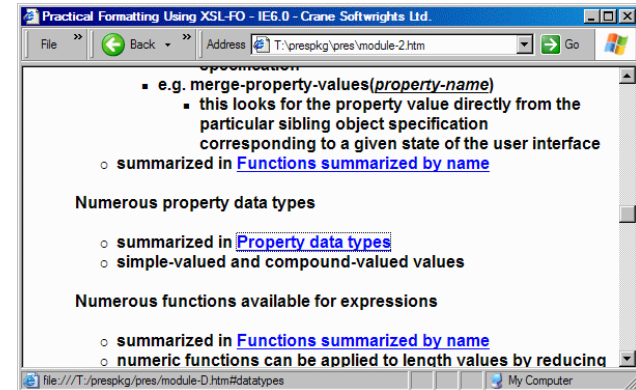 Practical Formatting Using XSL-FO - IE6.0 - Crane Softwrights Ltd.
File » Back » Address T:\prespkg\pres\module-2.htm Go
specification
e.g. merge-property-values(property-name)
this looks for the property value directly from the
particular sibling object specification
corresponding to a given state of the user interface
summarized in Functions summarized by name
Numerous property data types
summarized in Property data types
simple-valued and compound-valued values
Numerous functions available for expressions
summarized in Functions summarized by name
numeric functions can be applied to length values by reducing
file:///T:/prespkg/pres/module-D.htm#datatypes My Computer